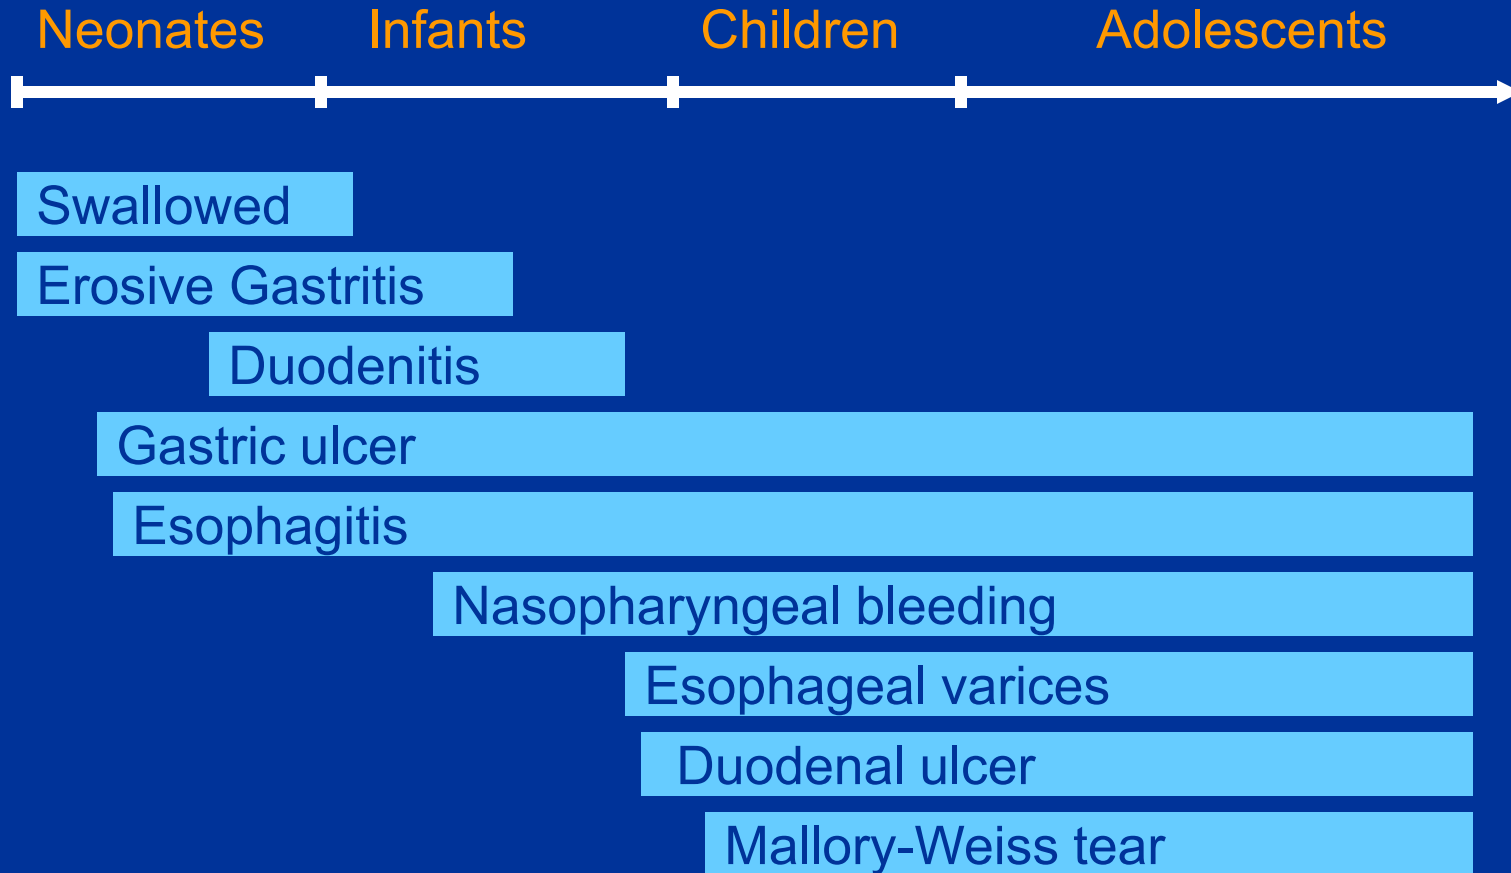 Neonates Infants Children Adolescents
Swallowed
Erosive Gastritis
Duodenitis
Gastric ulcer
Esophagitis
Nasopharyngeal bleeding
Esophageal varices
Duodenal ulcer
Mallory-Weiss tear